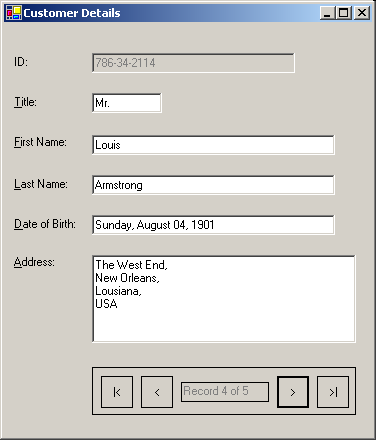 Customer Details
ID: 786-34-2114
Title: Mr.
First Name: Louis
Last Name: Armstrong
Date of Birth: Sunday, August 04, 1901
Address: The West End,
New Orleans,
Lousiana,
USA
|< < Record 4 of 5 > >|